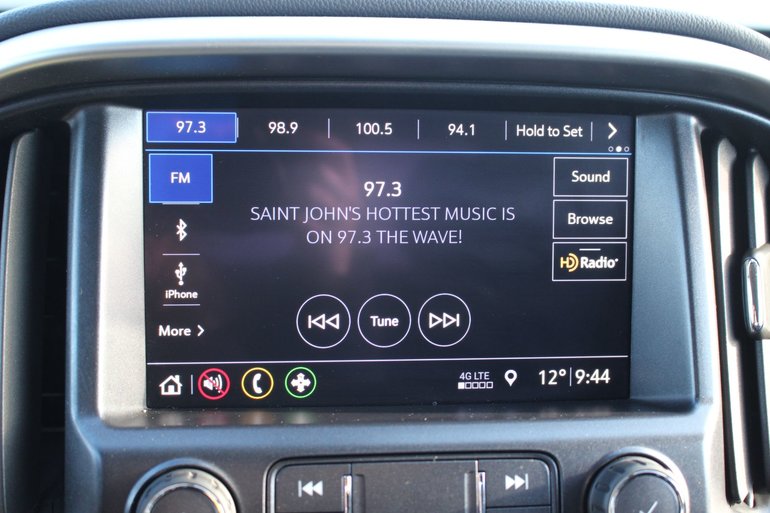 97.3 98.9 100.5 94.1 Hold to Set
FM
97.3
SAINT JOHN'S HOTTEST MUSIC IS
ON 97.3 THE WAVE!
Sound
Browse
HD Radio
iPhone
More
Tune
4G LTE
12° 9:44